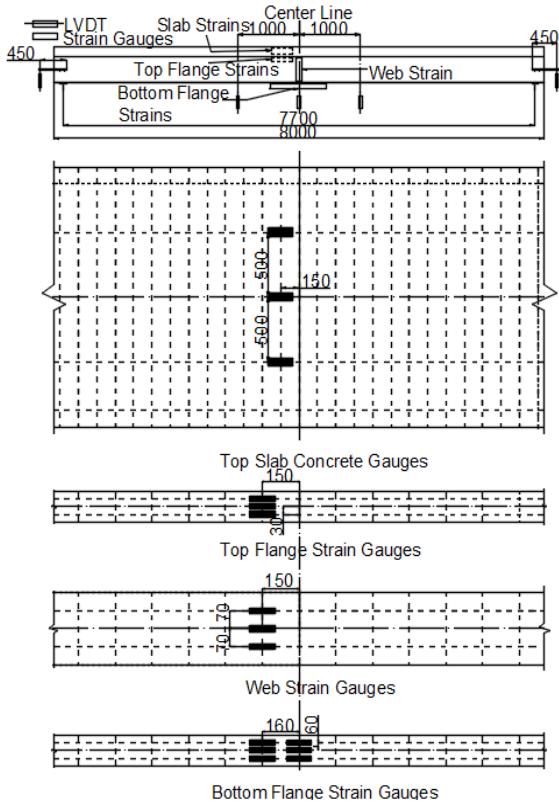 Center Line
LVDT
Slab Strains
1000
1000
Strain Gauges
450
450
Top Flange Strains
Web Strain
Bottom Flange
Strains
7700
8000
500
150
500
Top Slab Concrete Gauges
150
30
Top Flange Strain Gauges
150
70
70
Web Strain Gauges
160
60
Bottom Flange Strain Gauges